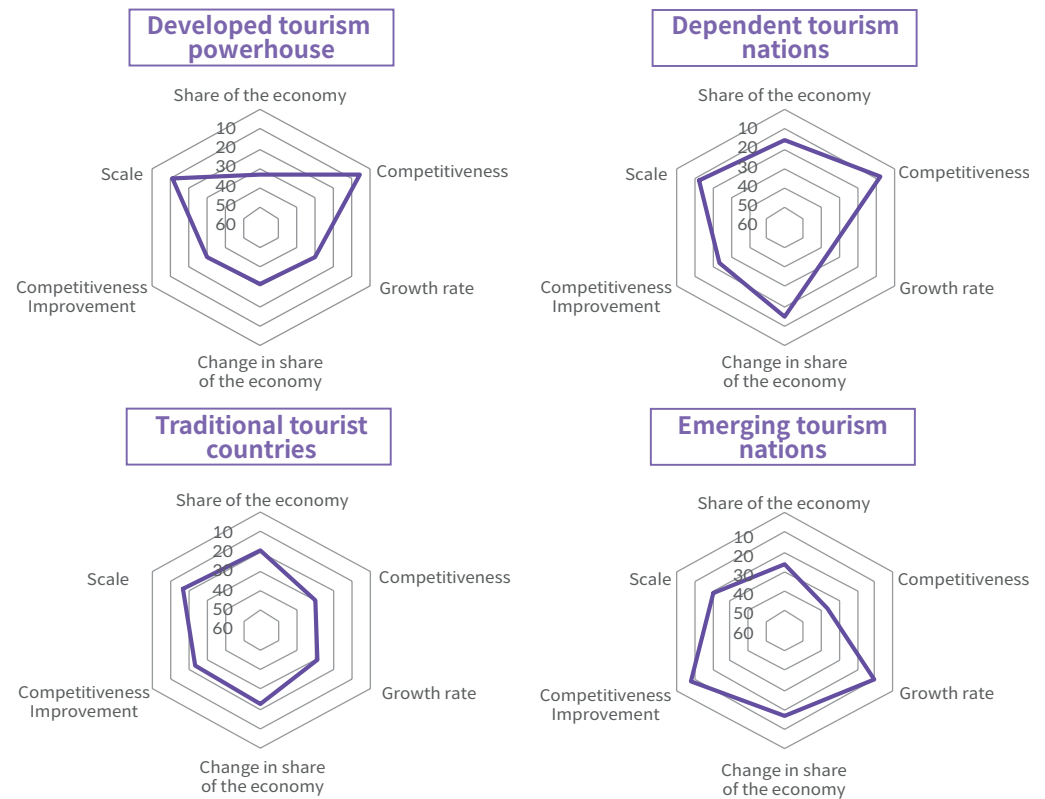 Developed tourism
powerhouse
Share of the economy
10
20
30
40
50
60
Scale
Competitiveness
Competitiveness
Improvement
Growth rate
Change in share
of the economy
Dependent tourism
nations
Share of the economy
10
20
30
40
50
60
Scale
Competitiveness
Competitiveness
Improvement
Growth rate
Change in share
of the economy
Traditional tourist
countries
Share of the economy
10
20
30
40
50
60
Scale
Competitiveness
Competitiveness
Improvement
Growth rate
Change in share
of the economy
Emerging tourism
nations
Share of the economy
10
20
30
40
50
60
Scale
Competitiveness
Competitiveness
Improvement
Growth rate
Change in share
of the economy